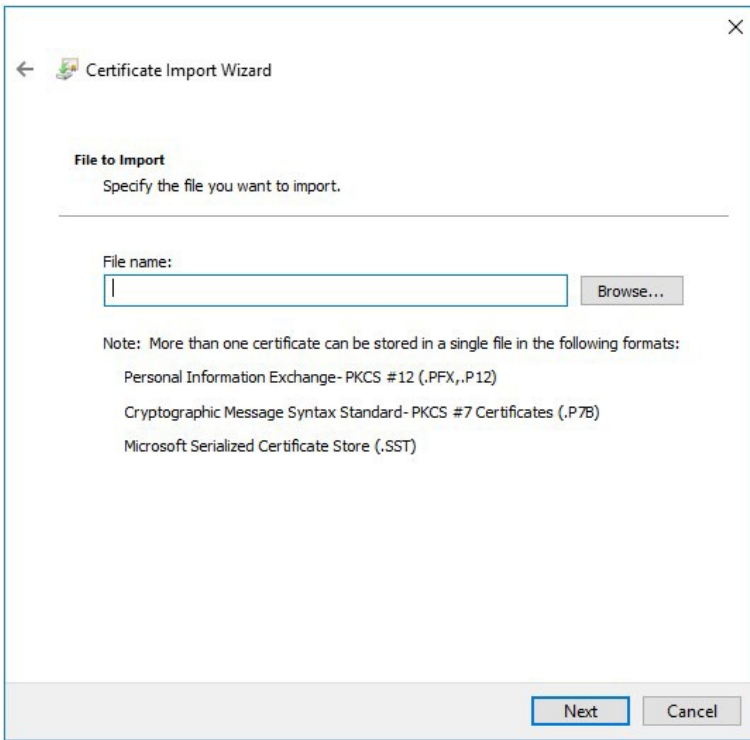 Certificate Import Wizard
File to Import
Specify the file you want to import.
File name:
Browse...
Note: More than one certificate can be stored in a single file in the following formats:
Personal Information Exchange- PKCS #12 (.PFX,.P12)
Cryptographic Message Syntax Standard- PKCS #7 Certificates (.P7B)
Microsoft Serialized Certificate Store (.SST)
Next Cancel